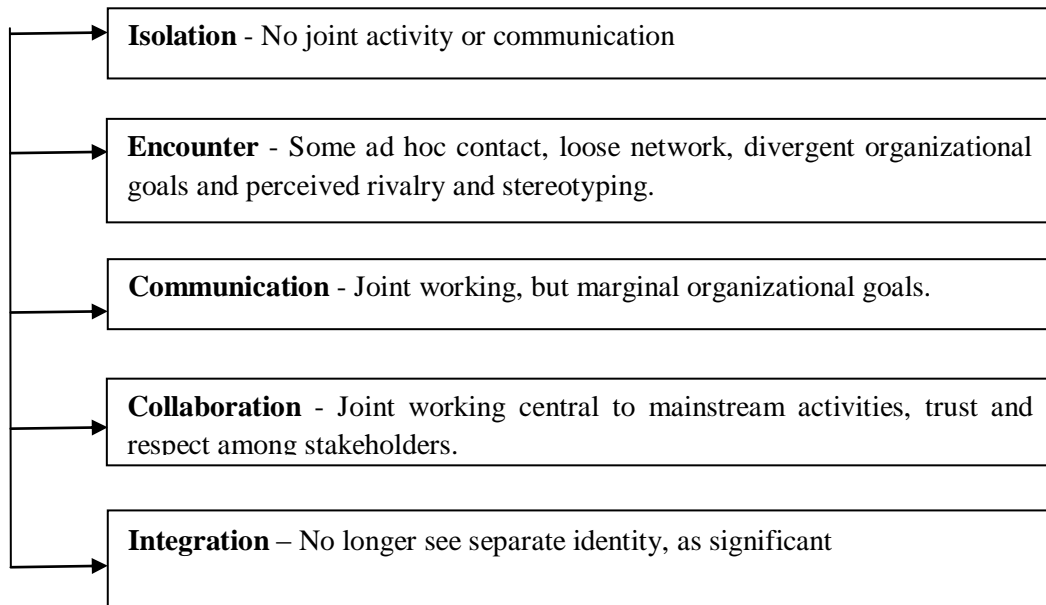 Isolation - No joint activity or communication
Encounter - Some ad hoc contact, loose network, divergent organizational
goals and perceived rivalry and stereotyping.
Communication - Joint working, but marginal organizational goals.
Collaboration - Joint working central to mainstream activities, trust and
respect among stakeholders.
Integration – No longer see separate identity, as significant